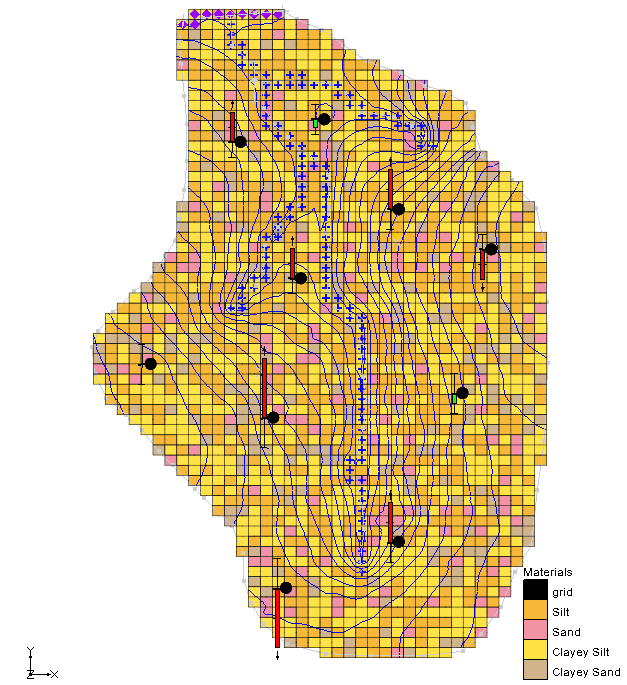 Materials
grid
Silt
Sand
Clayey Silt
Clayey Sand
Y
Z X